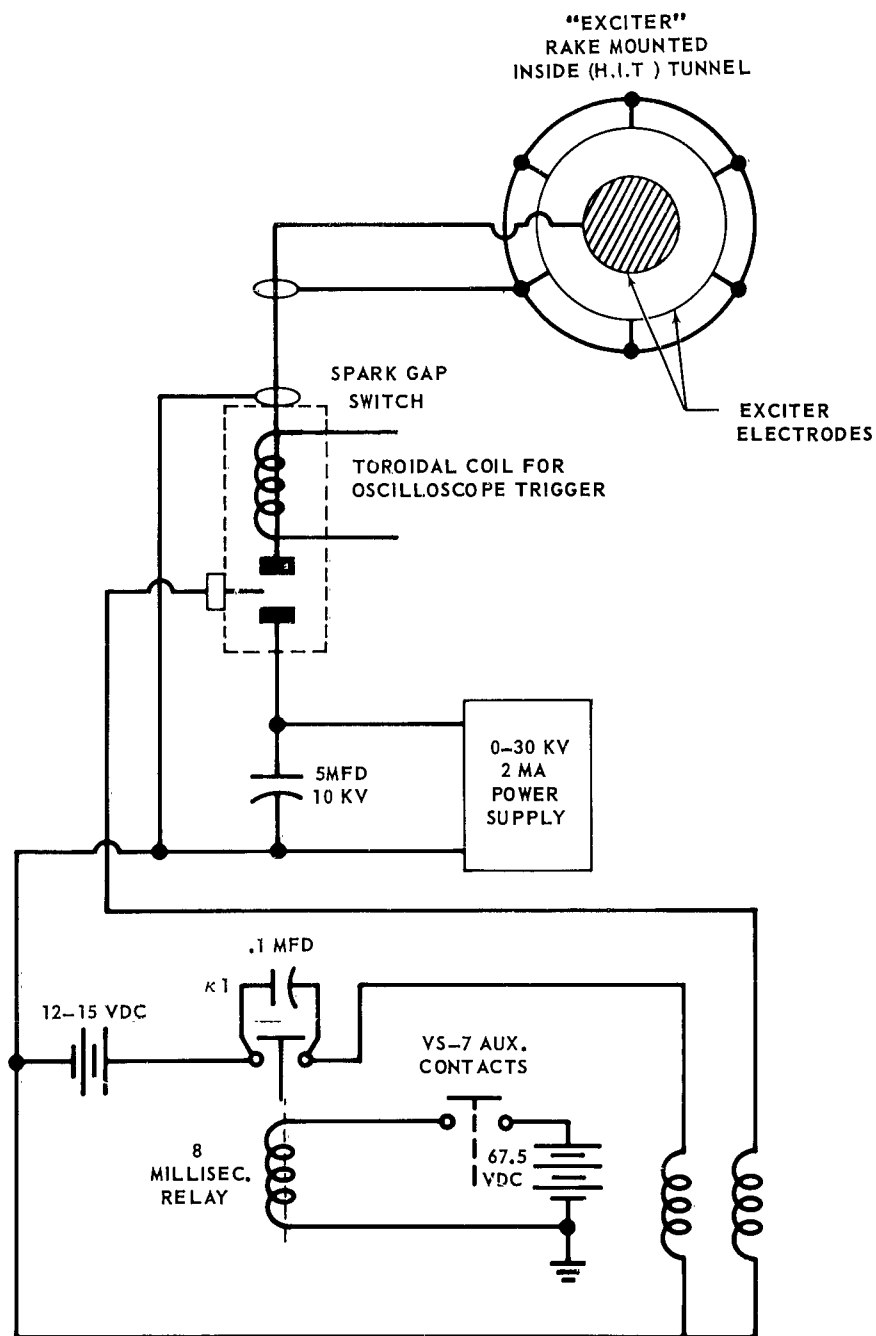 "EXCITER"
RAKE MOUNTED
INSIDE (H.I.T ) TUNNEL
SPARK GAP
SWITCH
EXCITER
ELECTRODES
TOROIDAL COIL FOR
OSCILLOSCOPE TRIGGER
0-30 KV
2 MA
POWER
SUPPLY
5MFD
10 KV
.1 MFD
K1
12-15 VDC
VS-7 AUX.
CONTACTS
8
MILLISEC.
RELAY
67.5
VDC